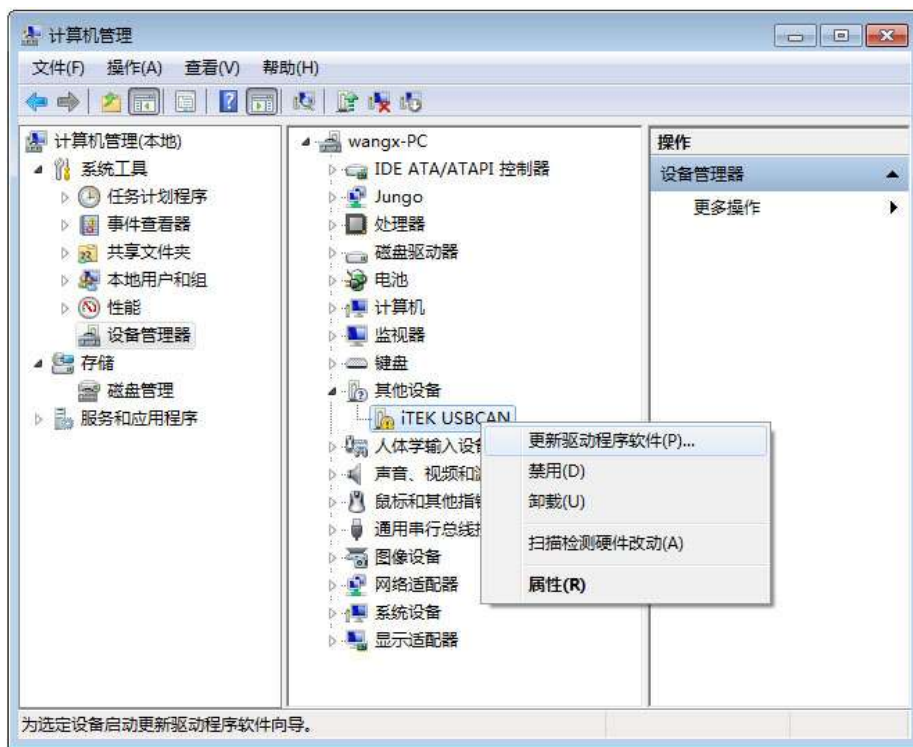 计算机管理
文件(F) 操作(A) 查看(V) 帮助(H)
计算机管理(本地)
系统工具
任务计划程序
事件查看器
共享文件夹
本地用户和组
性能
设备管理器
存储
磁盘管理
服务和应用程序
wangx-PC
IDE ATA/ATAPI 控制器
Jungo
处理器
磁盘驱动器
电池
计算机
监视器
键盘
其他设备
iTEK USBCAN
人体学输入设
声音、视频和
鼠标和其他指
通用串行总线
图像设备
网络适配器
系统设备
显示适配器
更新驱动程序软件(P)...
禁用(D)
卸载(U)
扫描检测硬件改动(A)
属性(R)
操作
设备管理器
更多操作
为选定设备启动更新驱动程序软件向导。